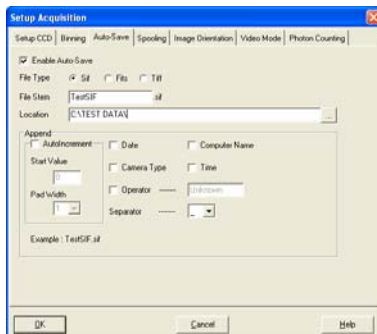 Setup Acquisition
Setup CCD Binning Auto-Save Spooling Image Orientation Video Mode Photon Counting
Enable Auto-Save
File Type Sif Fits Tiff
File Stem TestSIF .sif
Location C:\TEST DATA\ ...
Append
AutoIncrement Date Computer Name
Start Value
0
Camera Type Time
Pad Width
1
Operator ----- Unknown
Separator ----- _
Example : TestSIF.sif
OK Cancel Help